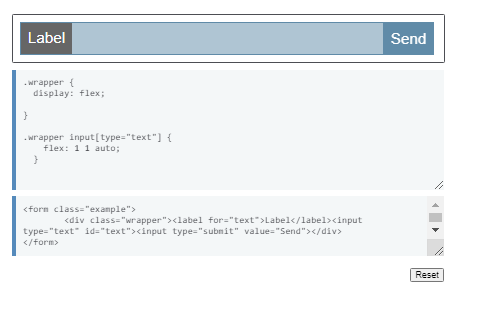 Label Send
.wrapper {
  display: flex;
}
.wrapper input[type="text"] {
    flex: 1 1 auto;
  }
<form class="example">
        <div class="wrapper"><label for="text">Label</label><input
type="text" id="text"><input type="submit" value="Send"></div>
</form>
Reset